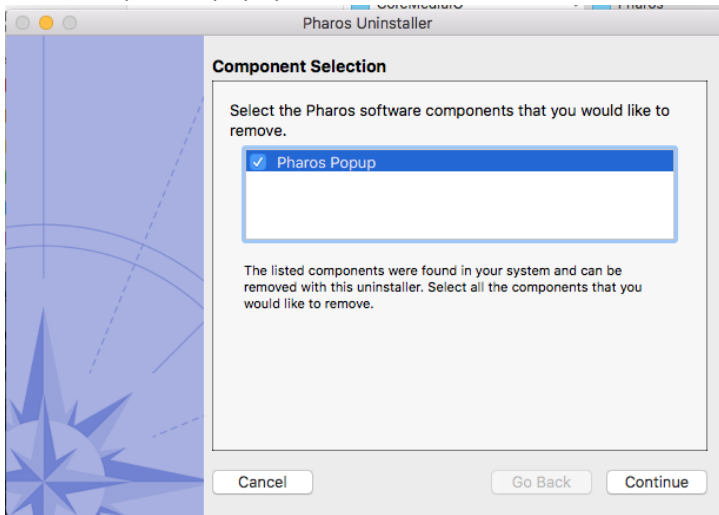 Pharos Uninstaller
Component Selection
Select the Pharos software components that you would like to
remove.
Pharos Popup
The listed components were found in your system and can be
removed with this uninstaller. Select all the components that you
would like to remove.
Cancel
Go Back
Continue